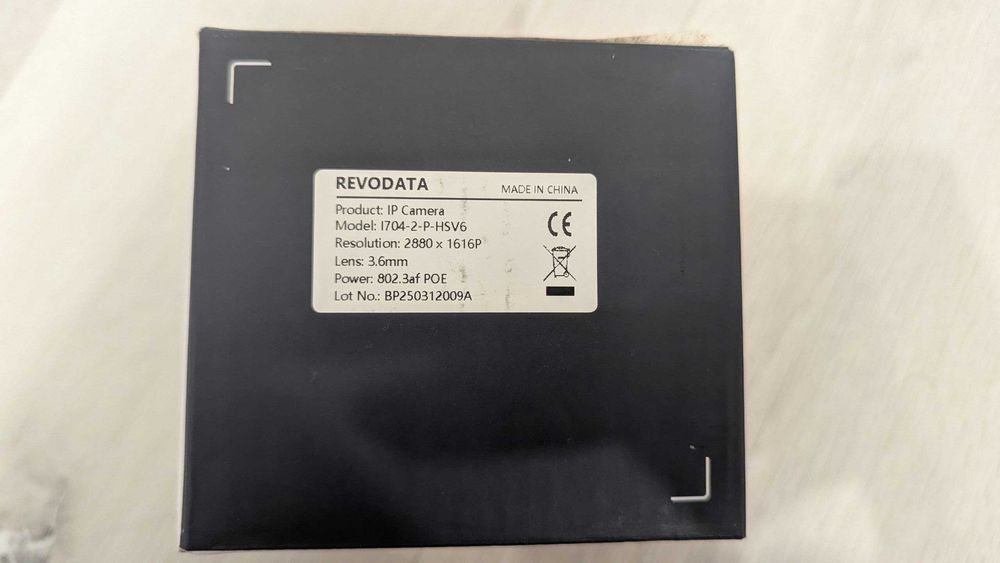 REVODATA
MADE IN CHINA
Product: IP Camera
Model: I704-2-P-HSV6
Resolution: 2880 x 1616P
Lens: 3.6mm
Power: 802.3af POE
Lot No.: BP250312009A
CE